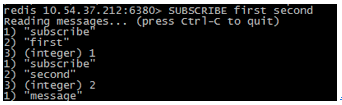 redis 10.54.37.212:6380> SUBSCRIBE first second
Reading messages... (press Ctrl-C to quit)
1) "subscribe"
2) "first"
3) (integer) 1
1) "subscribe"
2) "second"
3) (integer) 2
1) "message"